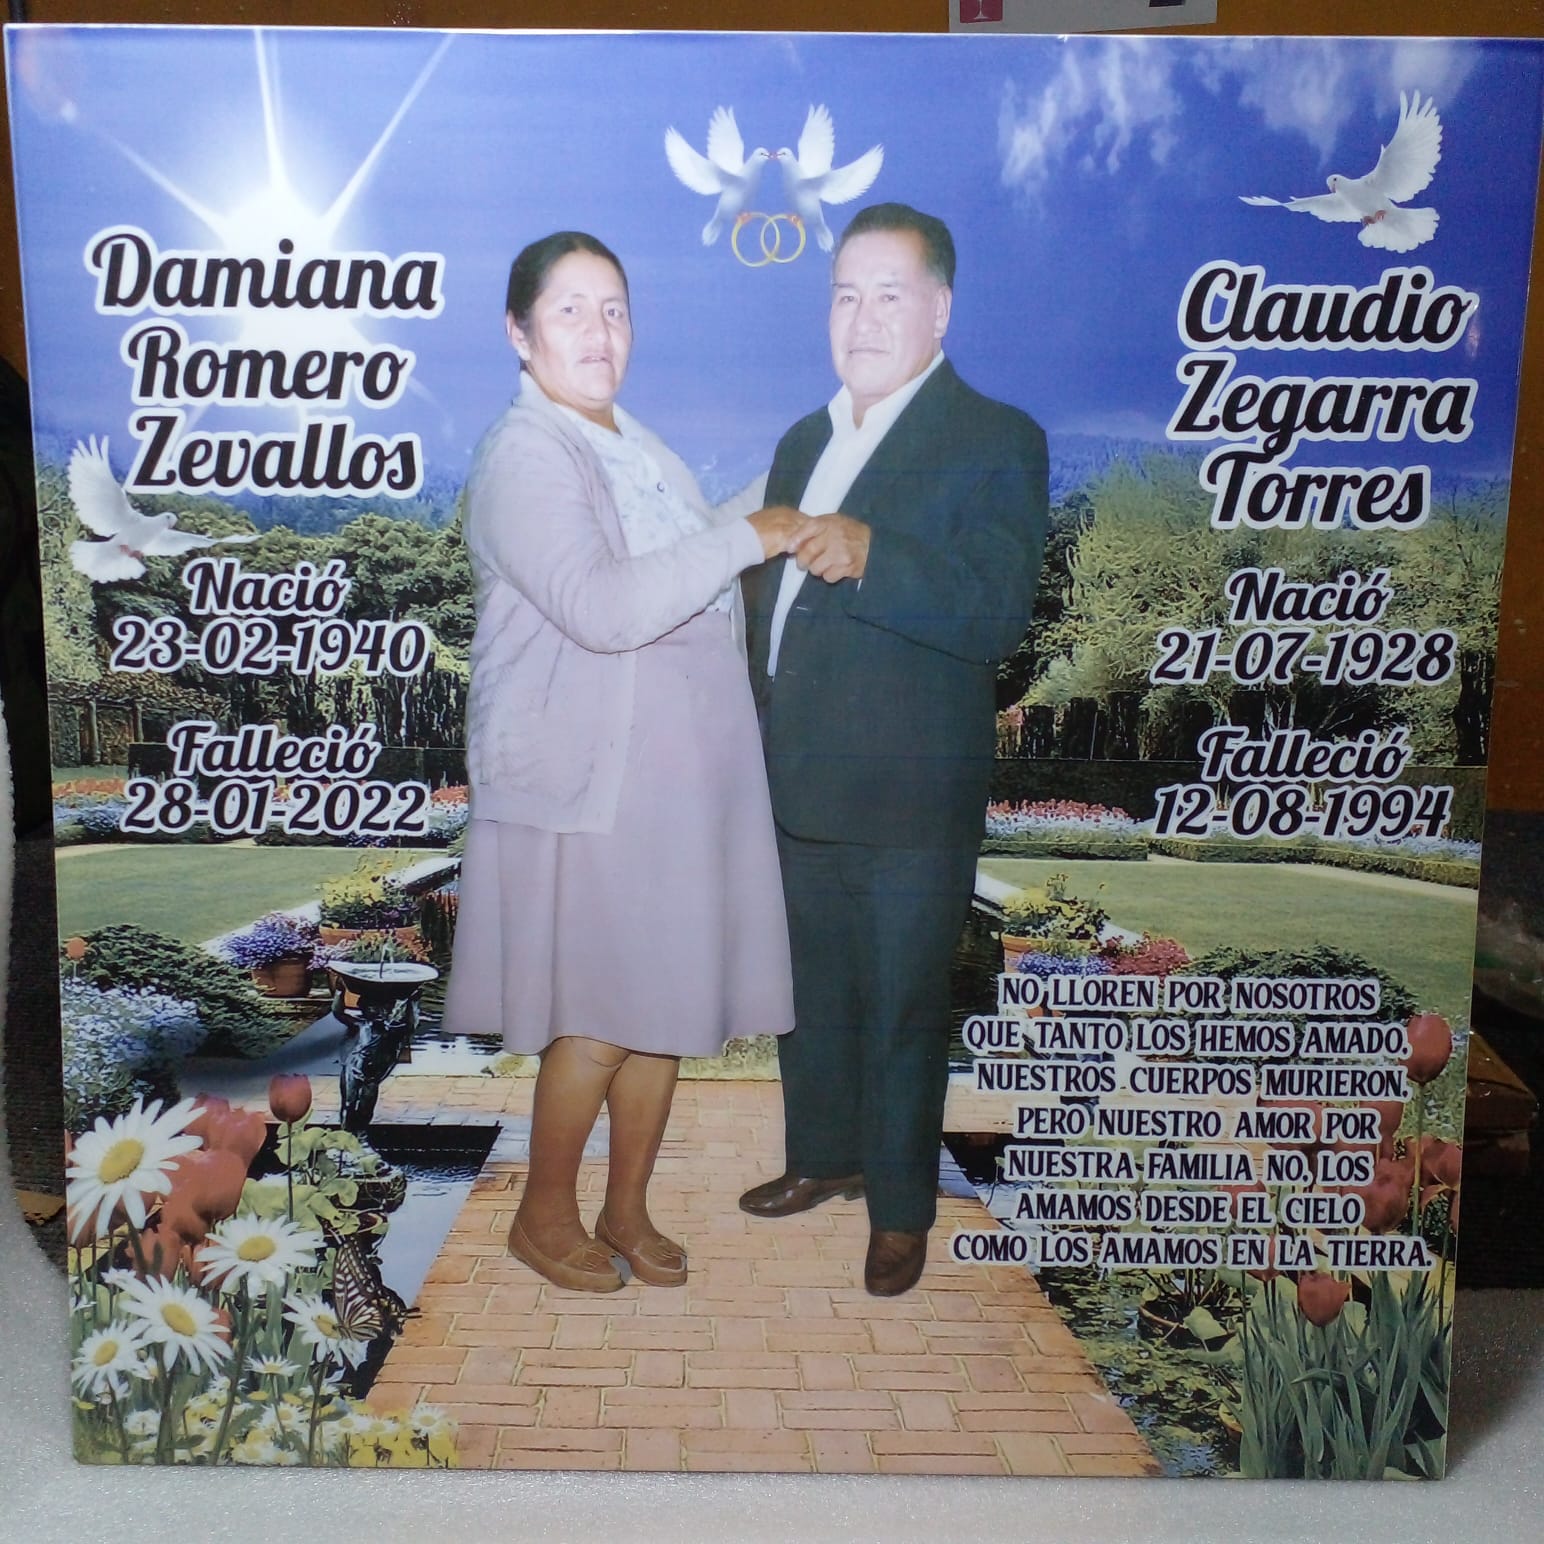 Damiana
Romero
Zevallos
Nació
23-02-1940
Falleció
28-01-2022
Claudio
Zegarra
Torres
Nació
21-07-1928
Falleció
12-08-1994
NO LLOREN POR NOSOTROS
QUE TANTO LOS HEMOS AMADO.
NUESTROS CUERPOS MURIERON.
PERO NUESTRO AMOR POR
NUESTRA FAMILIA NO, LOS
AMAMOS DESDE EL CIELO
COMO LOS AMAMOS EN LA TIERRA.